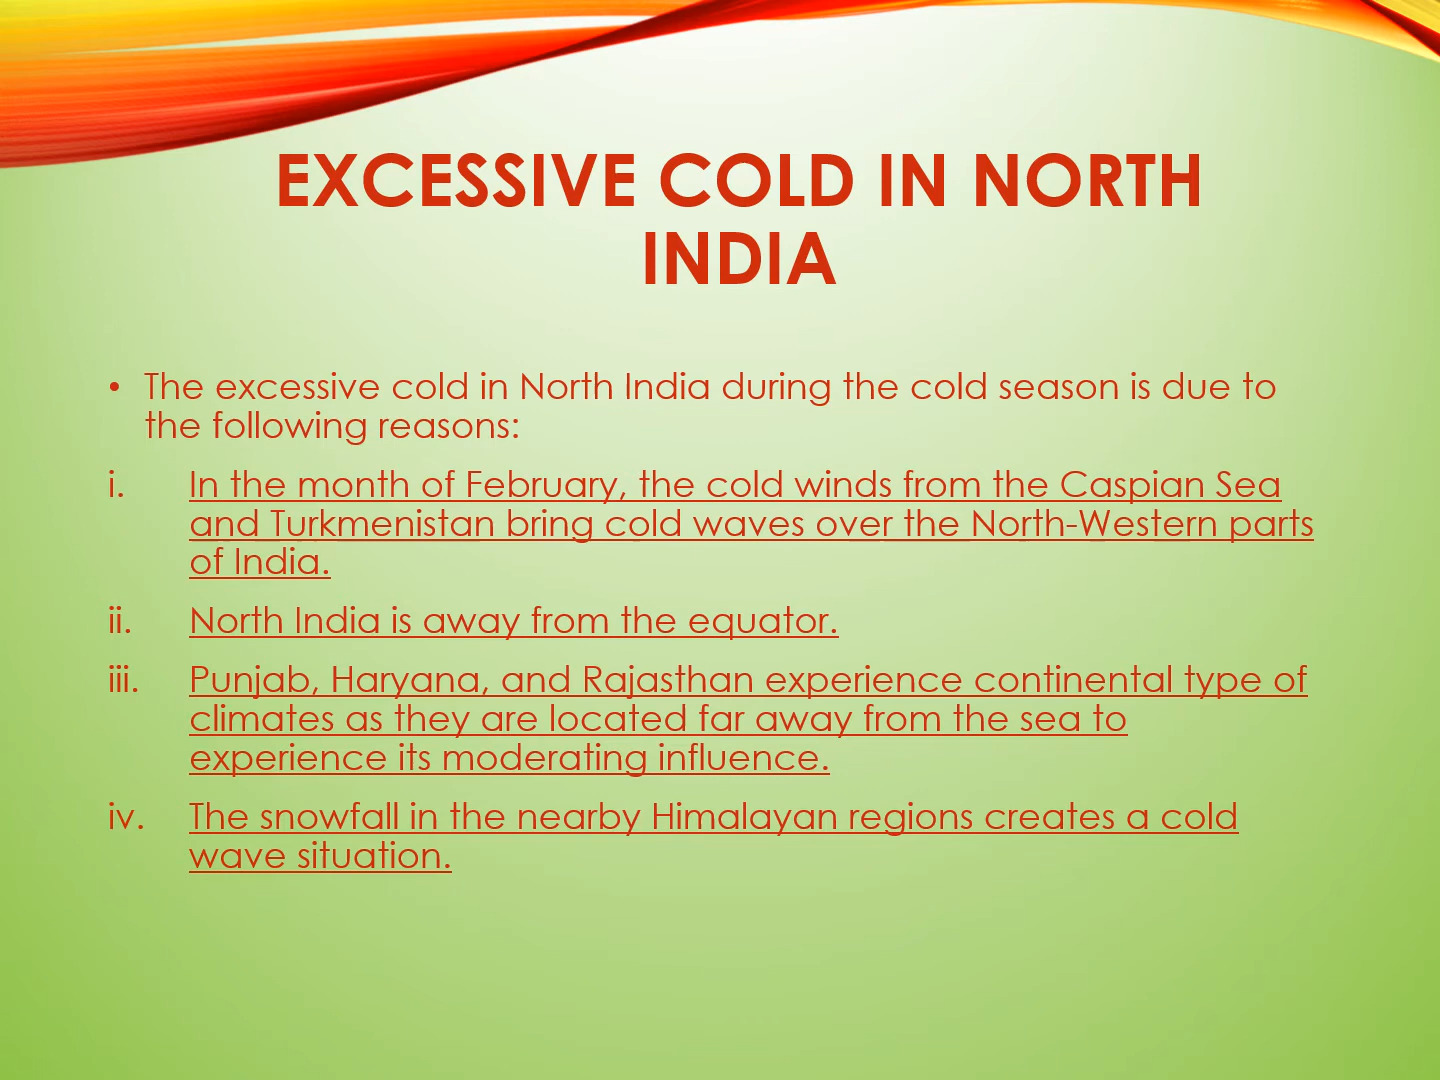 EXCESSIVE COLD IN NORTH
INDIA
• The excessive cold in North India during the cold season is due to
the following reasons:
i. In the month of February, the cold winds from the Caspian Sea
and Turkmenistan bring cold waves over the North-Western parts
of India.
ii. North India is away from the equator.
iii. Punjab, Haryana, and Rajasthan experience continental type of
climates as they are located far away from the sea to
experience its moderating influence.
iv. The snowfall in the nearby Himalayan regions creates a cold
wave situation.